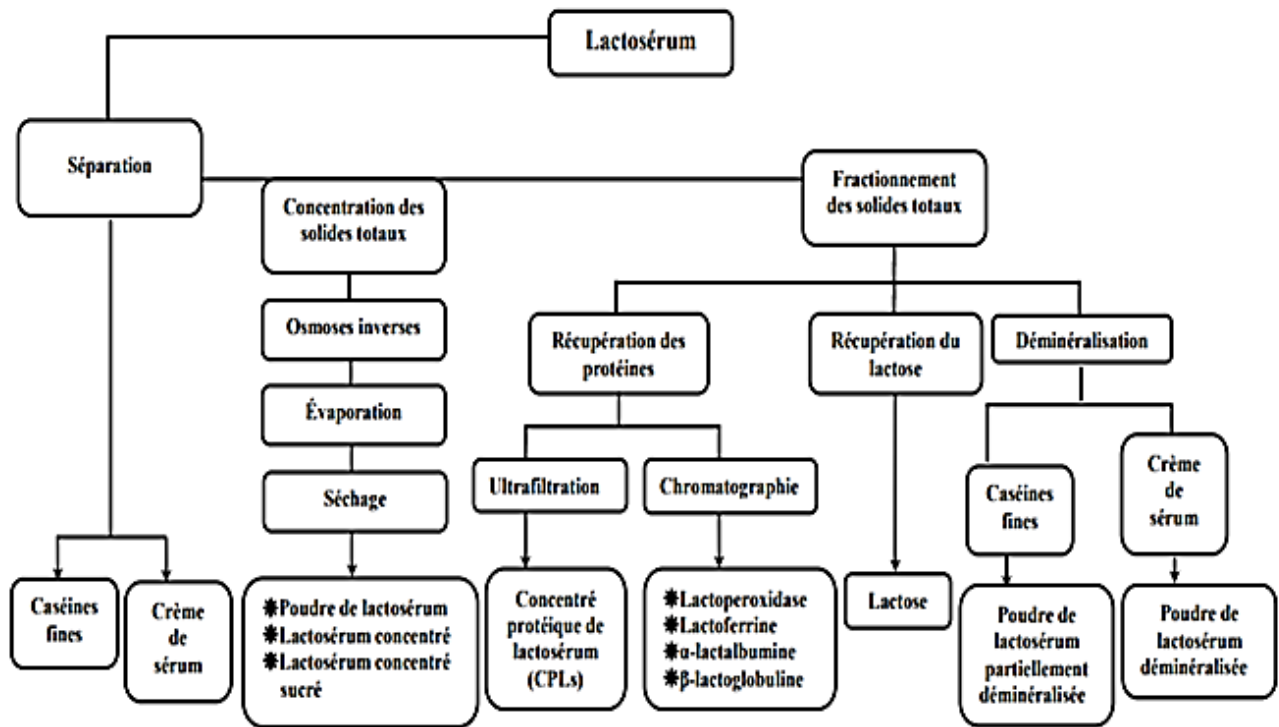 Lactosérum
Séparation
Fractionnement
des solides totaux
Concentration des
solides totaux
Osmoses inverses
Récupération des
protéines
Récupération du
lactose
Déminéralisation
Évaporation
Ultrafiltration
Chromatographie
Caséines
fines
Crème
de
sérum
Séchage
Caséines
fines
Crème
de
sérum
✷Poudre de lactosérum
✷Lactosérum concentré
✷Lactosérum concentré
sucré
Concentré
protéique de
lactosérum
(CPLs)
✷Lactoperoxidase
✷Lactoferrine
✷α-lactalbumine
✷β-lactoglobuline
Lactose
Poudre de
lactosérum
partiellement
déminéralisée
Poudre de
lactosérum
déminéralisée